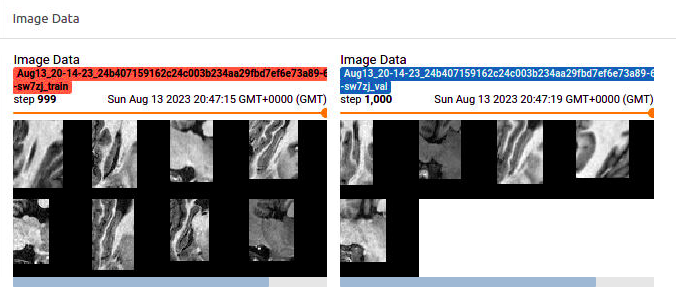 Image Data
Image Data
Aug13_20-14-23_24b407159162c24c003b234aa29fbd7ef6e73a89-6
-sw7zj_train
step 999 Sun Aug 13 2023 20:47:15 GMT+0000 (GMT)
Image Data
Aug13_20-14-23_24b407159162c24c003b234aa29fbd7ef6e73a89-6
-sw7zj_val
step 1,000 Sun Aug 13 2023 20:47:19 GMT+0000 (GMT)